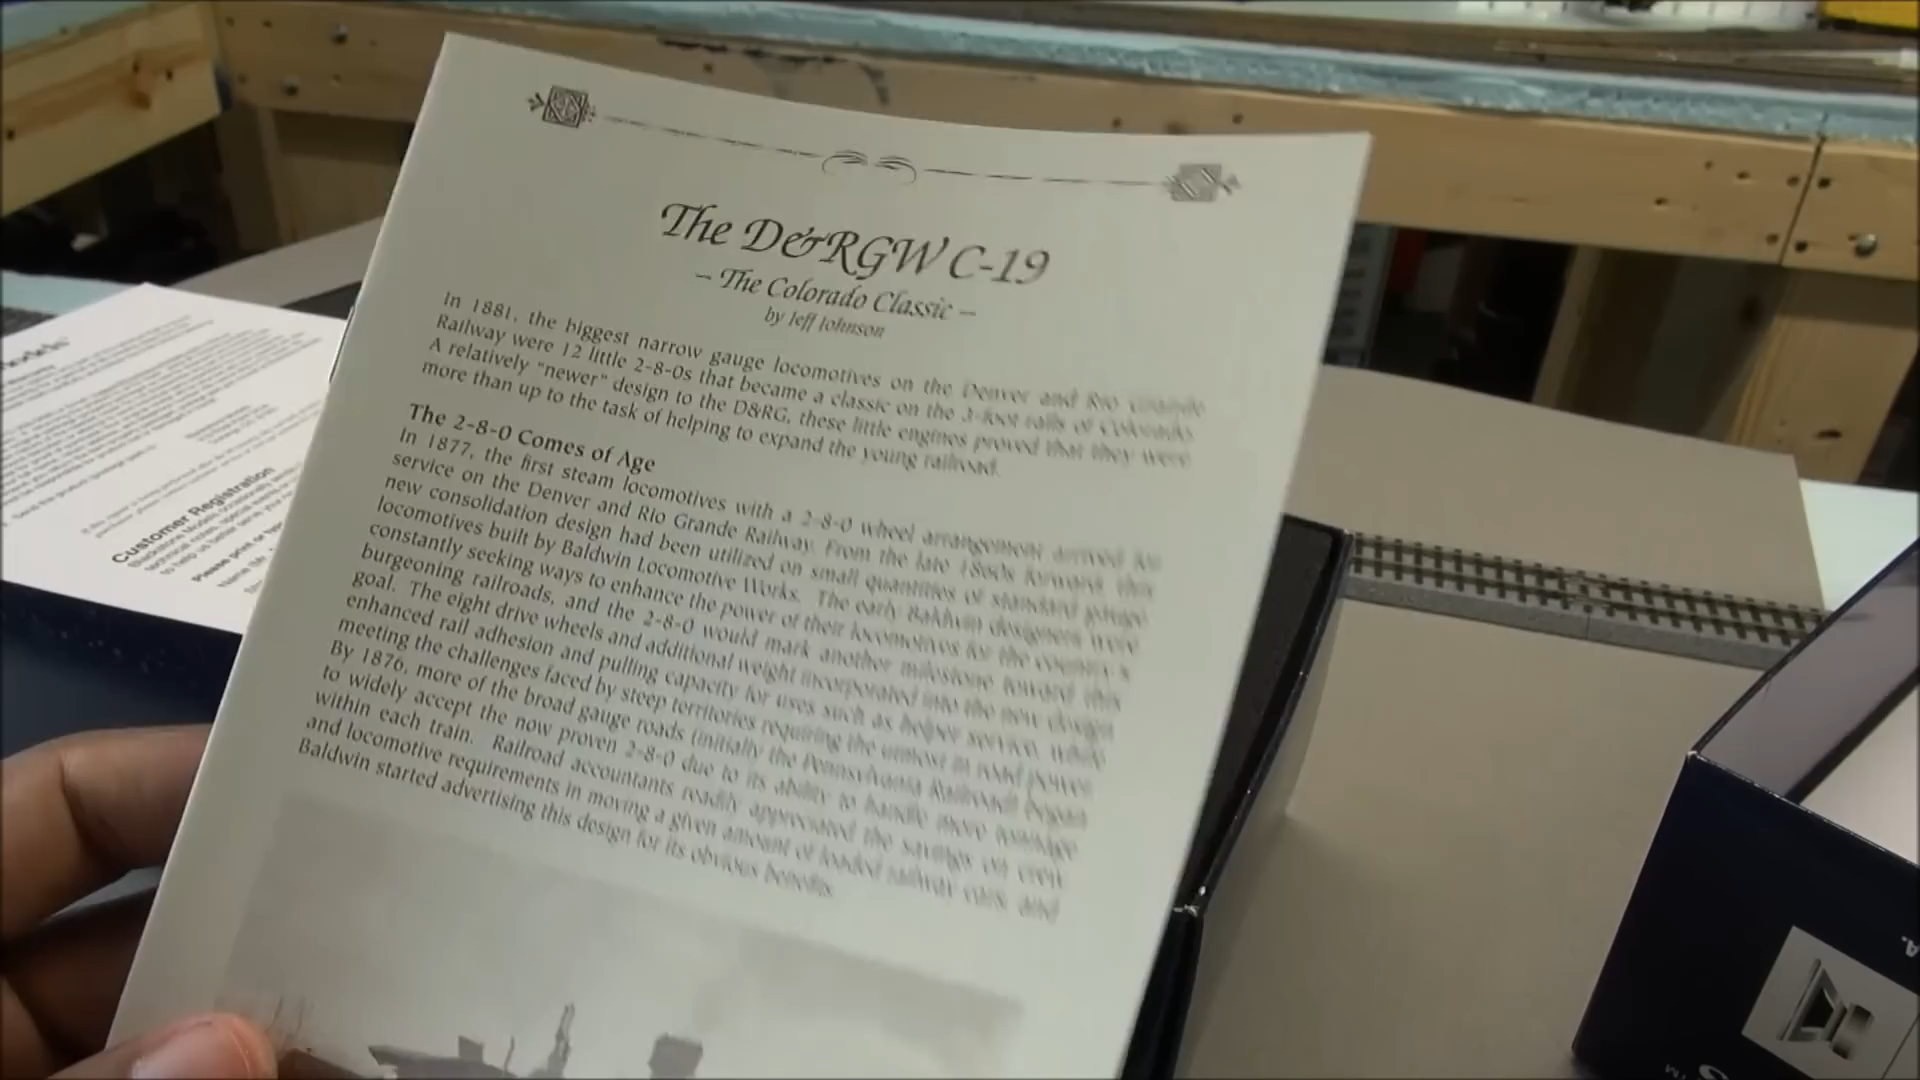 The D&RGW C-19
– The Colorado Classic –
by Jeff Johnson
In 1881, the biggest narrow gauge locomotives on the Denver and Rio Grande
Railway were 12 little 2-8-0s that became a classic on the 3-foot rails of Colorado.
A relatively "newer" design to the D&RG, these little engines proved that they were
more than up to the task of helping to expand the young railroad.
The 2-8-0 Comes of Age
In 1877, the first steam locomotives with a 2-8-0 wheel arrangement arrived for
service on the Denver and Rio Grande Railway. From the late 1860s forward, this
new consolidation design had been utilized on small quantities of standard gauge
locomotives built by Baldwin Locomotive Works. The early Baldwin designers were
constantly seeking ways to enhance the power of their locomotives for the country's
burgeoning railroads, and the 2-8-0 would mark another milestone toward this
goal. The eight drive wheels and additional weight incorporated into the new design
enhanced rail adhesion and pulling capacity for uses such as helper service, while
meeting the challenges faced by steep territories requiring the utmost in road power.
By 1876, more of the broad gauge roads (initially the Pennsylvania Railroad) began
to widely accept the now proven 2-8-0 due to its ability to handle more tonnage
within each train. Railroad accountants readily appreciated the savings on crew
and locomotive requirements in moving a given amount of loaded railway cars, and
Baldwin started advertising this design for its obvious benefits.
Customer Registration
Please print or